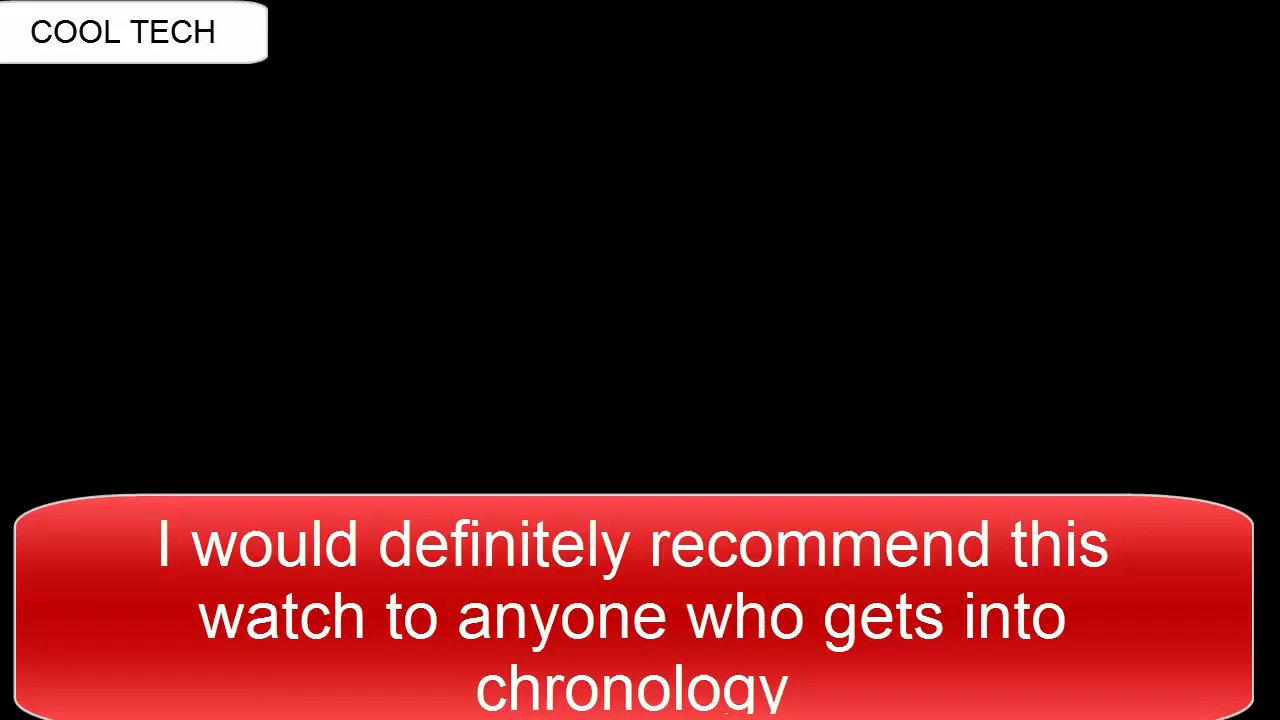 COOL TECH
I would definitely recommend this
watch to anyone who gets into
chronology